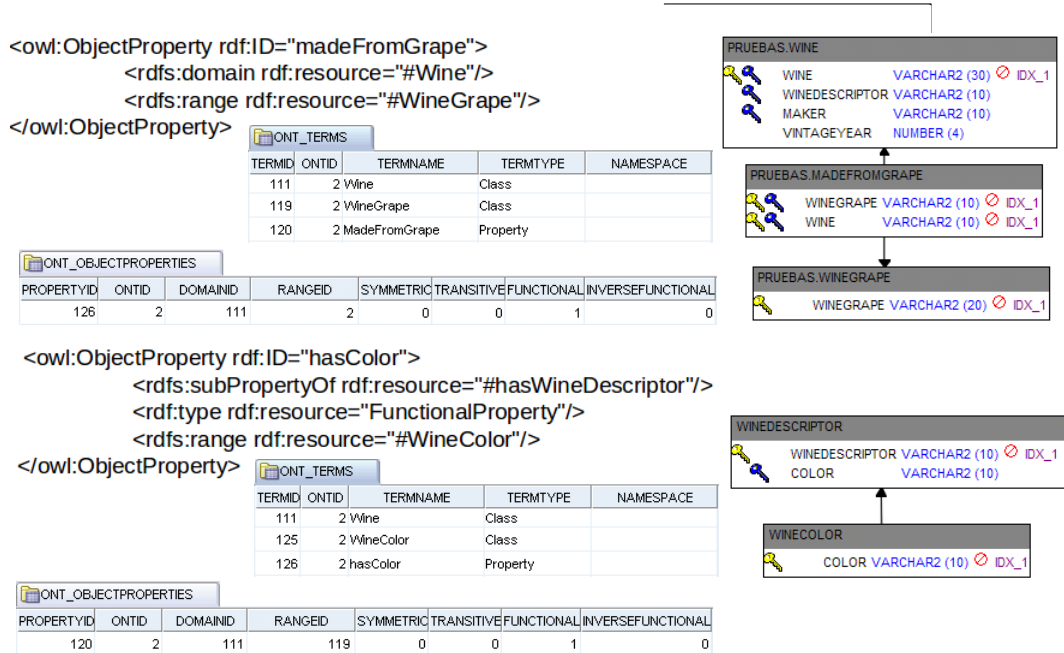 <owl:ObjectProperty rdf:ID="madeFromGrape">
<rdfs:domain rdf:resource="#Wine"/>
<rdfs:range rdf:resource="#WineGrape"/>
</owl:ObjectProperty>
ONT_TERMS
TERMID ONTID TERMNAME TERMTYPE NAMESPACE
111 2 Wine Class
119 2 WineGrape Class
120 2 MadeFromGrape Property
ONT_OBJECTPROPERTIES
PROPERTYID ONTID DOMAINID RANGEID SYMMETRIC TRANSITIVE FUNCTIONAL INVERSEFUNCTIONAL
126 2 111 2 0 0 1 0
PRUEBAS.WINE
WINE VARCHAR2 (30) IDX_1
WINEDESCRIPTOR VARCHAR2 (10)
MAKER VARCHAR2 (10)
VINTAGEYEAR NUMBER (4)
PRUEBAS.MADEFROMGRAPE
WINEGRAPE VARCHAR2 (10) IDX_1
WINE VARCHAR2 (10) IDX_1
PRUEBAS.WINEGRAPE
WINEGRAPE VARCHAR2 (20) IDX_1
<owl:ObjectProperty rdf:ID="hasColor">
<rdfs:subPropertyOf rdf:resource="#hasWineDescriptor"/>
<rdf:type rdf:resource="FunctionalProperty"/>
<rdfs:range rdf:resource="#WineColor"/>
</owl:ObjectProperty>
ONT_TERMS
TERMID ONTID TERMNAME TERMTYPE NAMESPACE
111 2 Wine Class
125 2 WineColor Class
126 2 hasColor Property
ONT_OBJECTPROPERTIES
PROPERTYID ONTID DOMAINID RANGEID SYMMETRIC TRANSITIVE FUNCTIONAL INVERSEFUNCTIONAL
120 2 111 119 0 0 1 0
WINEDESCRIPTOR
WINEDESCRIPTOR VARCHAR2 (10) IDX_1
COLOR VARCHAR2 (10)
WINECOLOR
COLOR VARCHAR2 (10) IDX_1